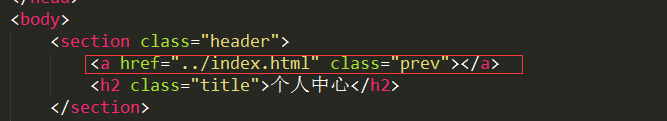 </head>
<body>
<section class="header">
<a href="../index.html" class="prev"></a>
<h2 class="title">个人中心</h2>
</section>